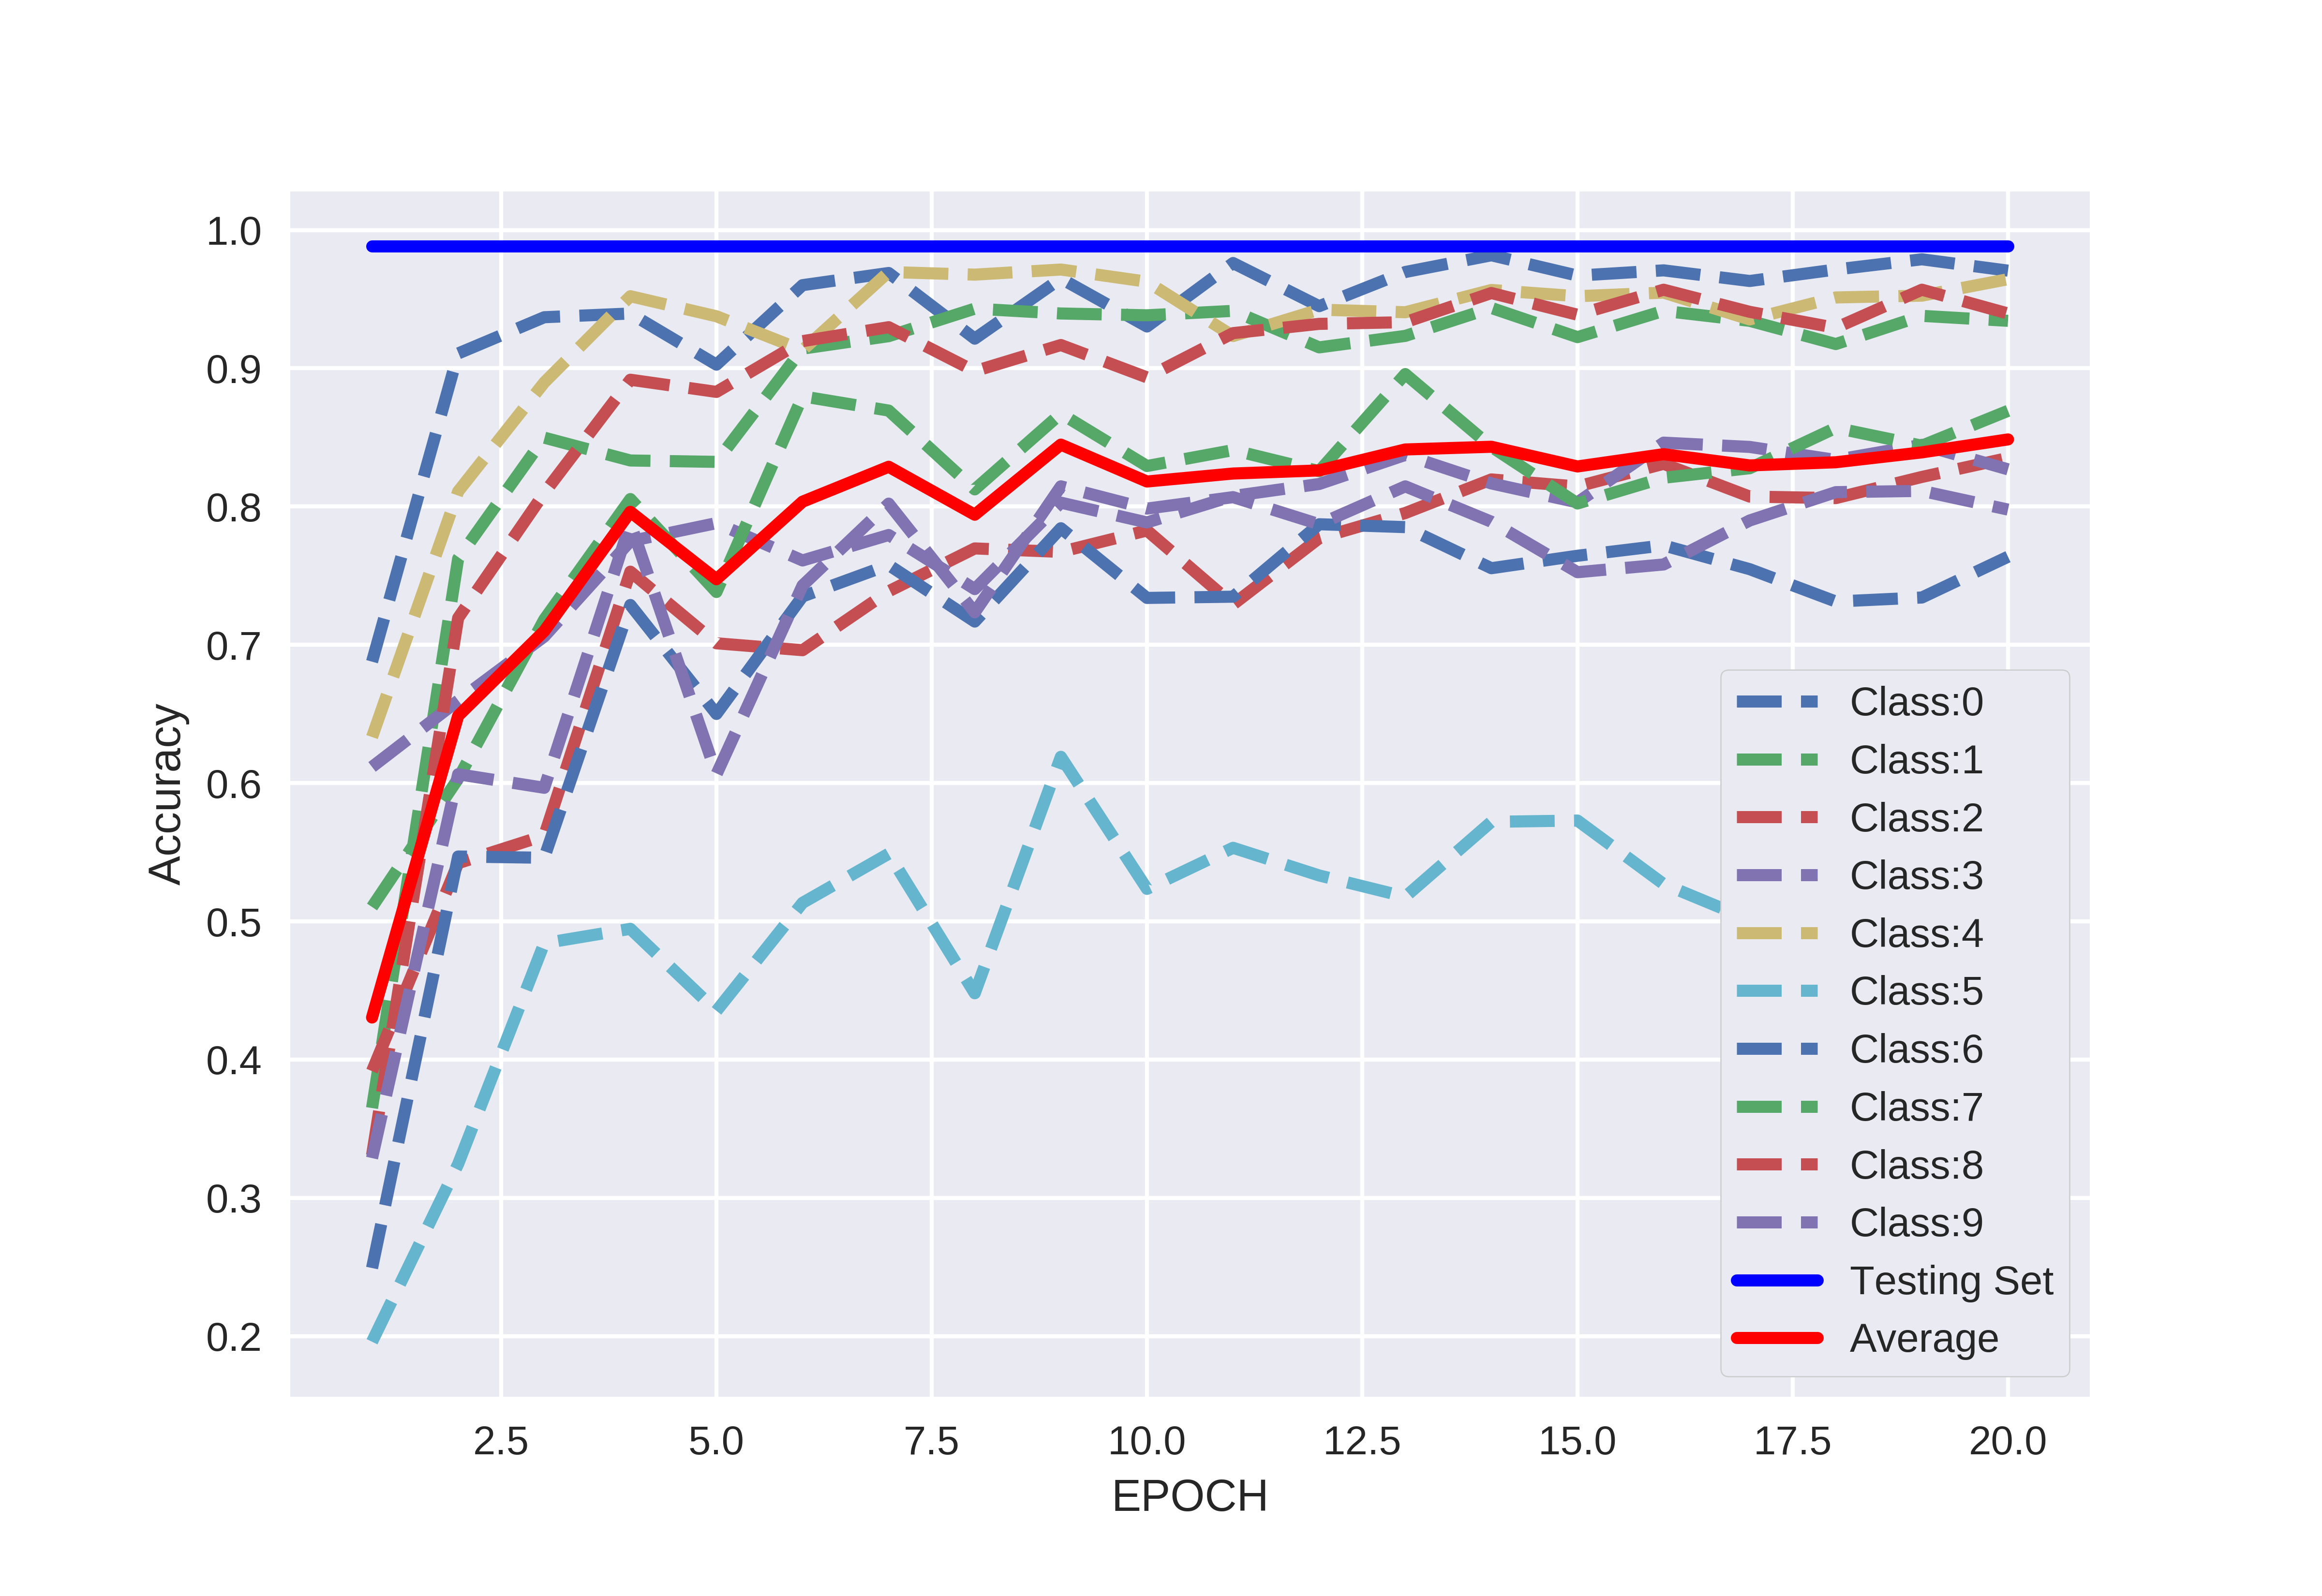 1.0
0.9
0.8
0.7
0.6
0.5
0.4
0.3
0.2
Accuracy
2.5 5.0 7.5 10.0 12.5 15.0 17.5 20.0
EPOCH
Class:0
Class:1
Class:2
Class:3
Class:4
Class:5
Class:6
Class:7
Class:8
Class:9
Testing Set
Average